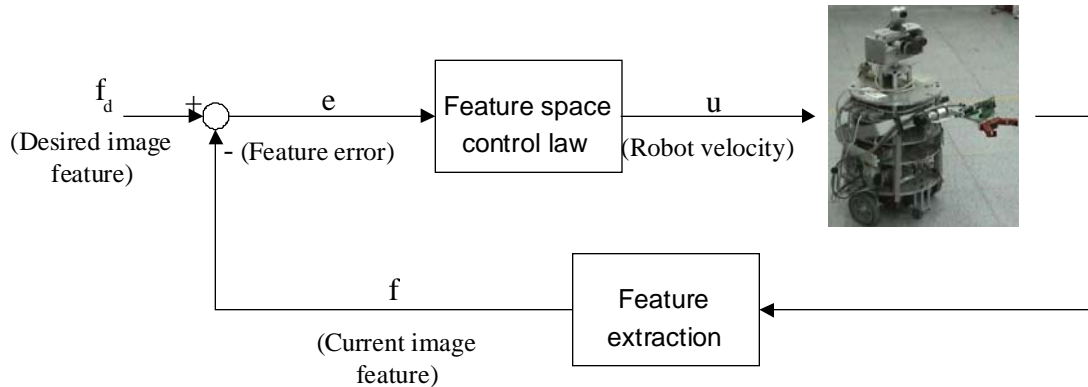 f_d
+
(Desired image
feature)
e
- (Feature error)
Feature space
control law
u
(Robot velocity)
f
(Current image
feature)
Feature
extraction